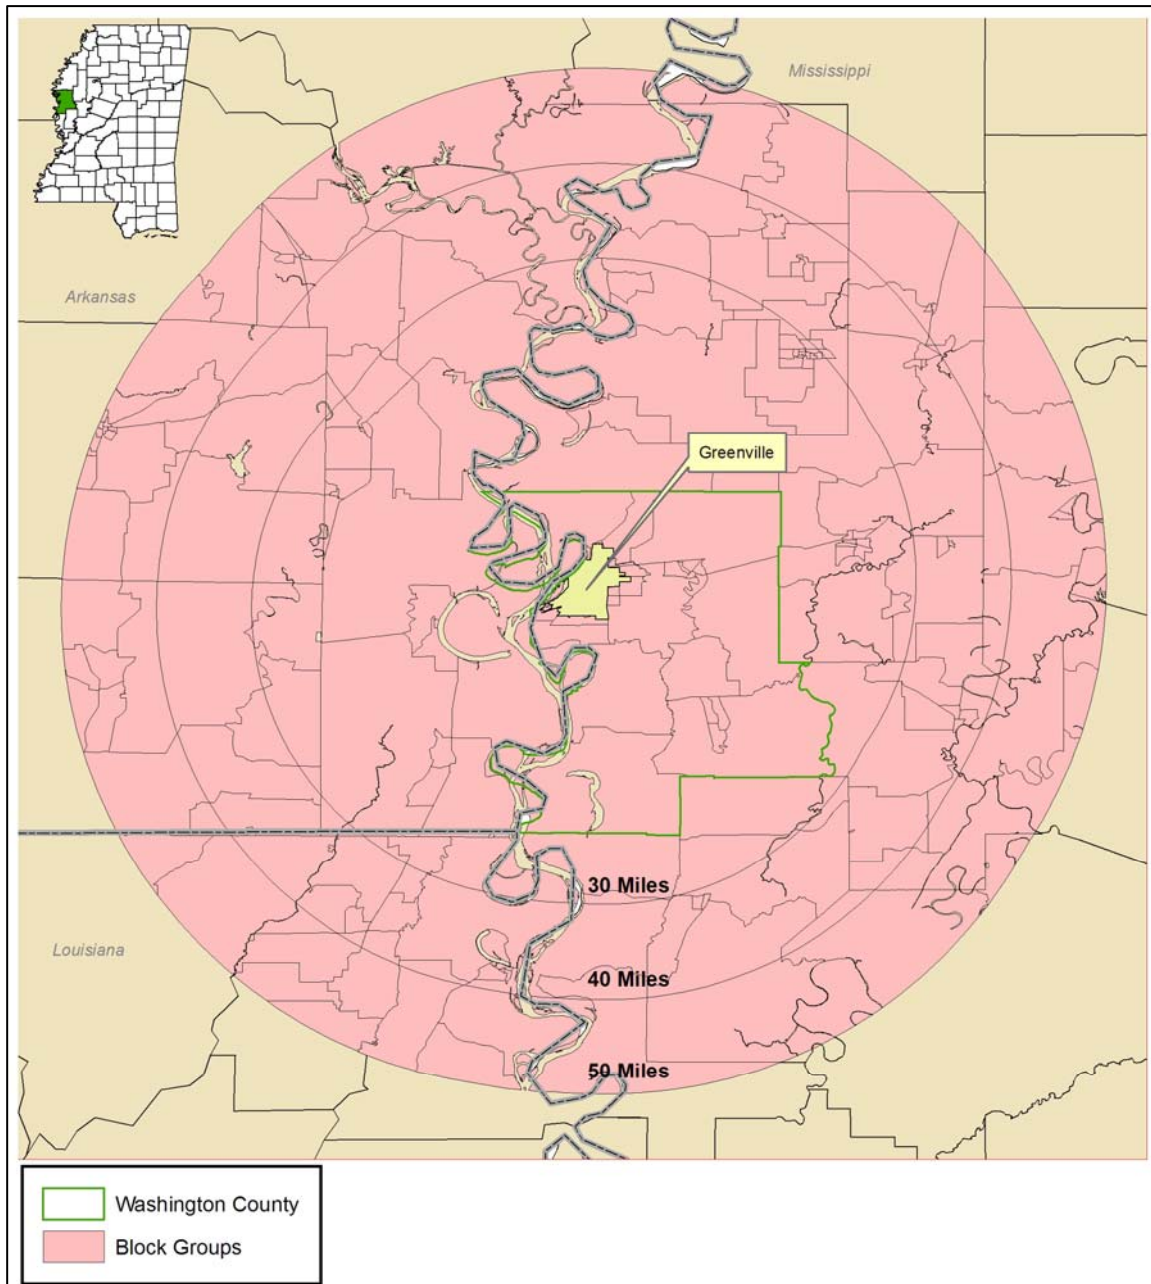 Mississippi
Arkansas
Greenville
30 Miles
Louisiana
40 Miles
50 Miles
Washington County
Block Groups